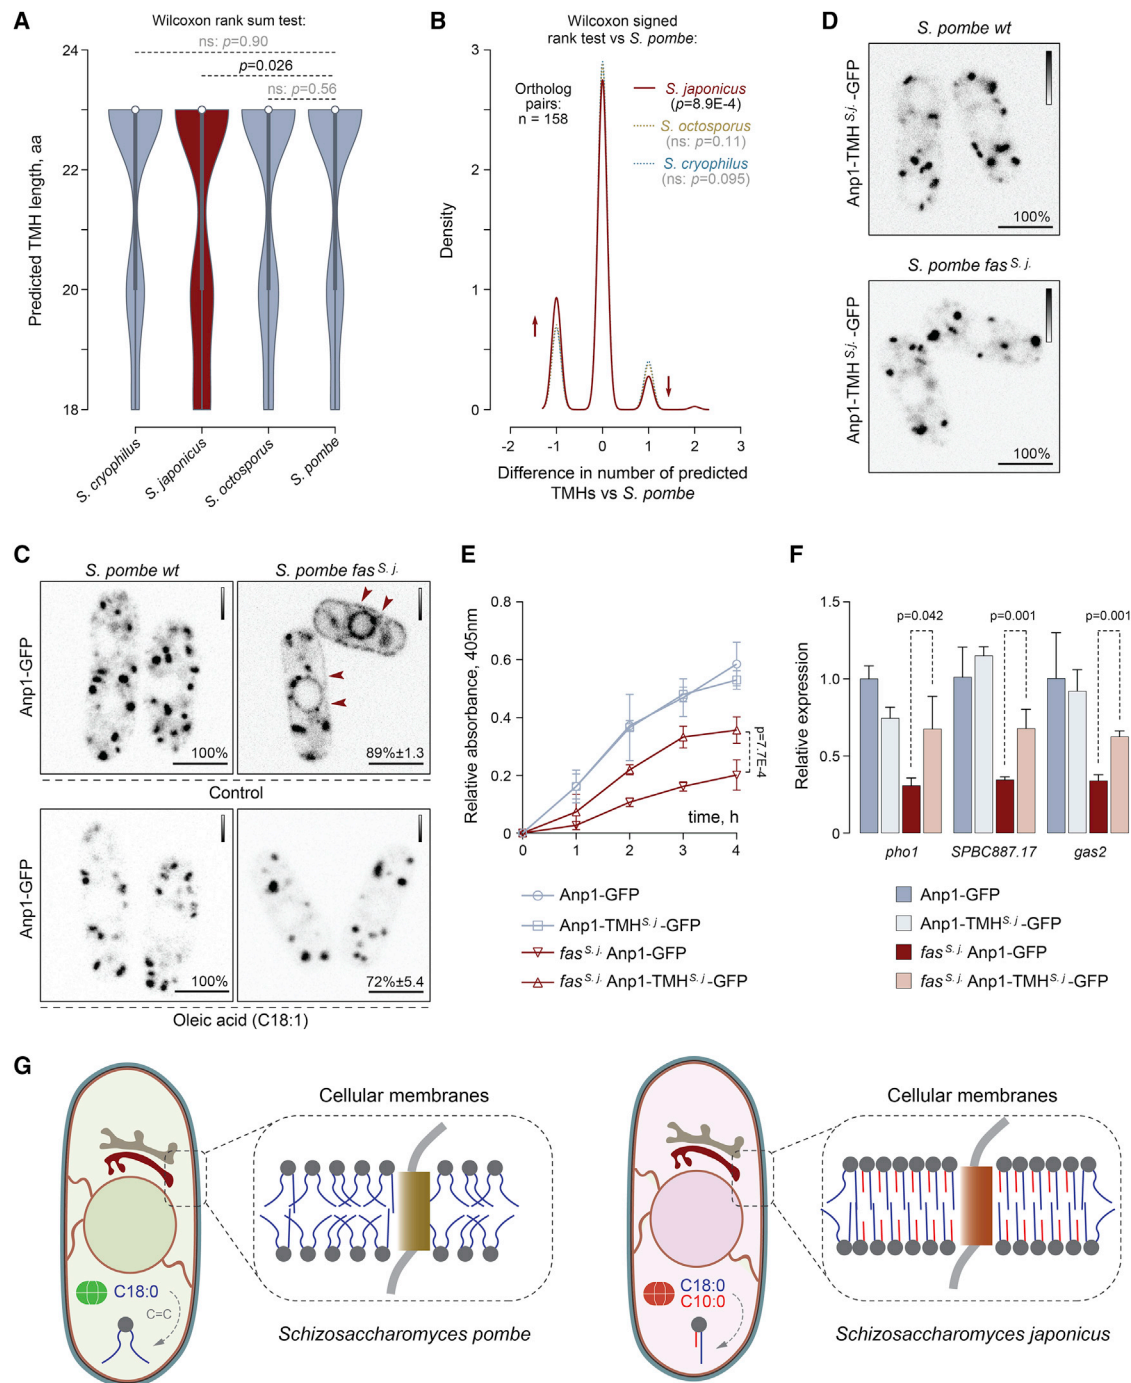 A
Wilcoxon rank sum test:
ns: p=0.90
p=0.026
ns: p=0.56
24
22
20
18
Predicted TMH length, aa
S. cryophilus
S. japonicus
S. octosporus
S. pombe
B
Wilcoxon signed
rank test vs S. pombe:
Ortholog
pairs:
n = 158
S. japonicus
(p=8.9E-4)
S. octosporus
(ns: p=0.11)
S. cryophilus
(ns: p=0.095)
3
2
1
0
Density
-2 -1 0 1 2 3
Difference in number of predicted
TMHs vs S. pombe
D
S. pombe wt
Anp1-TMH^S.j.-GFP
100%
S. pombe fas^S. j.
Anp1-TMH^S.j.-GFP
100%
C
S. pombe wt
S. pombe fas^S. j.
Anp1-GFP
100%
89%±1.3
Control
Anp1-GFP
100%
72%±5.4
Oleic acid (C18:1)
E
0.8
0.6
0.4
0.2
0
Relative absorbance, 405nm
p=7.7E-4
time, h
0 1 2 3 4
Anp1-GFP
Anp1-TMH^S.j-GFP
fas^S.j. Anp1-GFP
fas^S.j. Anp1-TMH^S.j-GFP
F
1.5
1.0
0.5
0
Relative expression
p=0.042
p=0.001
p=0.001
pho1
SPBC887.17
gas2
Anp1-GFP
Anp1-TMH^S.j-GFP
fas^S.j. Anp1-GFP
fas^S.j. Anp1-TMH^S.j-GFP
G
Cellular membranes
C18:0
C=C
Schizosaccharomyces pombe
Cellular membranes
C18:0
C10:0
Schizosaccharomyces japonicus